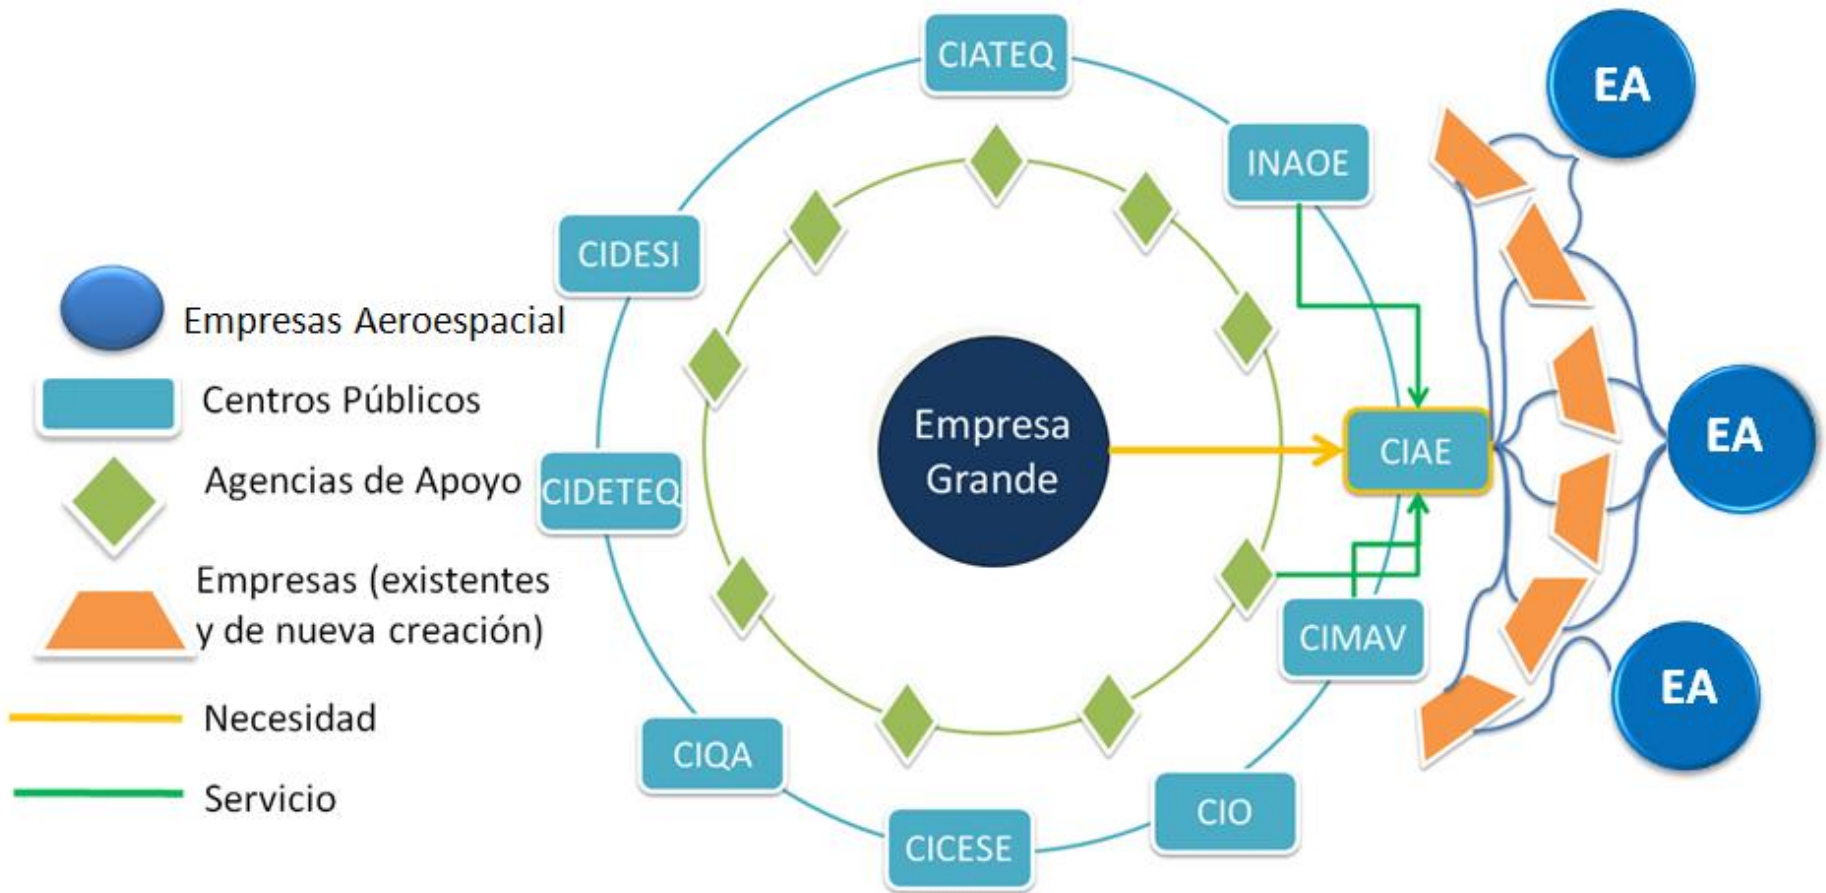 CIATEQ
INAOE
CIDESI
CIDETEQ
CIQA
CICESE
CIO
CIMAV
CIAE
Empresa
Grande
EA
EA
EA
Empresas Aeroespacial
Centros Públicos
Agencias de Apoyo
Empresas (existentes
y de nueva creación)
Necesidad
Servicio